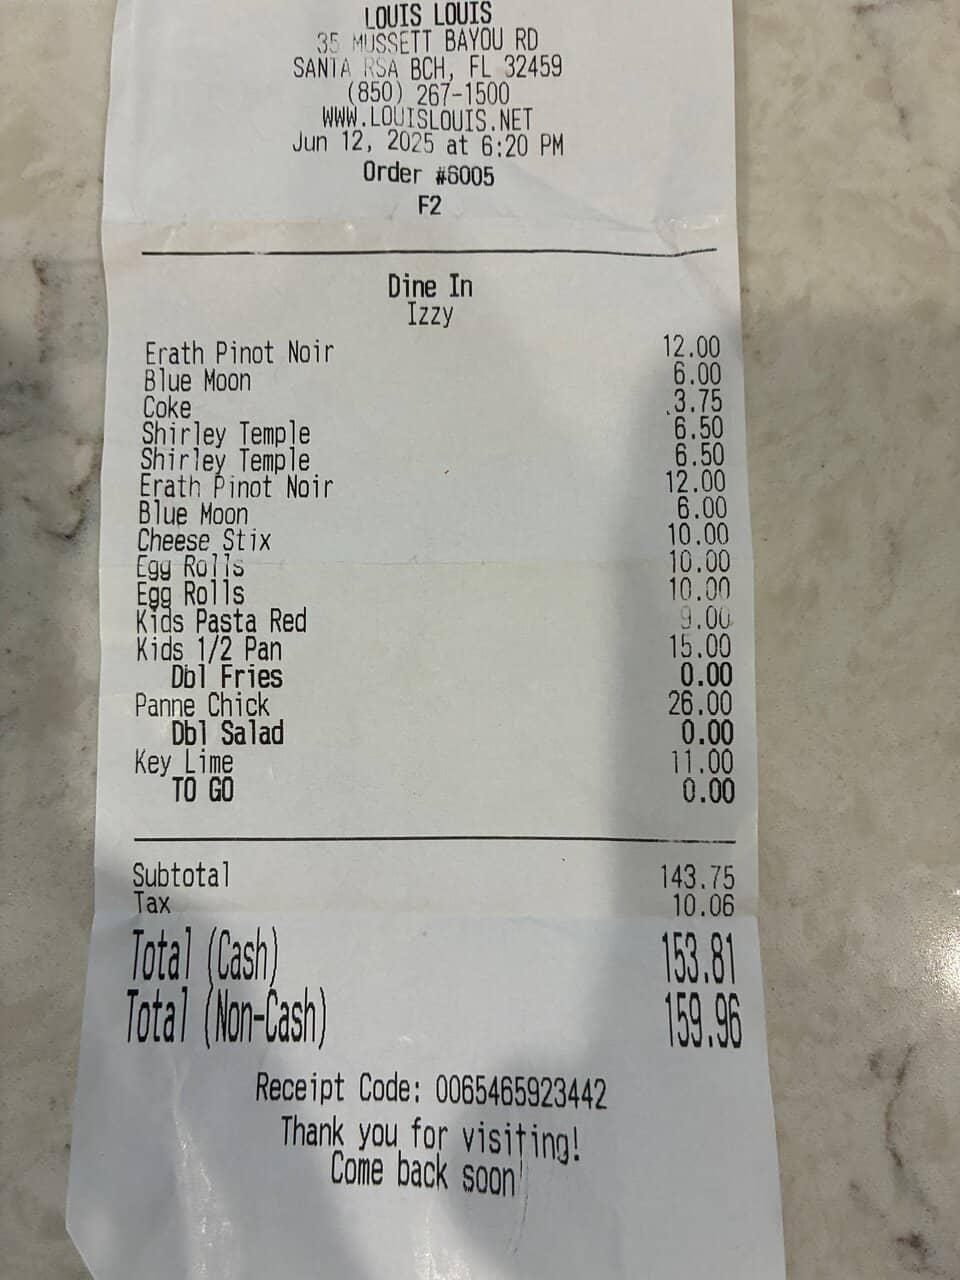 LOUIS LOUIS
35 MUSSETT BAYOU RD
SANTA RSA BCH, FL 32459
(850) 267-1500
WWW.LOUISLOUIS.NET
Jun 12, 2025 at 6:20 PM
Order #6005
F2
Dine In
Izzy
Erath Pinot Noir 12.00
Blue Moon 6.00
Coke 3.75
Shirley Temple 6.50
Shirley Temple 6.50
Erath Pinot Noir 12.00
Blue Moon 6.00
Cheese Stix 10.00
Egg Rolls 10.00
Egg Rolls 10.00
Kids Pasta Red 9.00
Kids 1/2 Pan 15.00
Dbl Fries 0.00
Panne Chick 26.00
Dbl Salad 0.00
Key Lime 11.00
TO GO 0.00
Subtotal 143.75
Tax 10.06
Total (Cash) 153.81
Total (Non-Cash) 159.96
Receipt Code: 0065465923442
Thank you for visiting!
Come back soon!